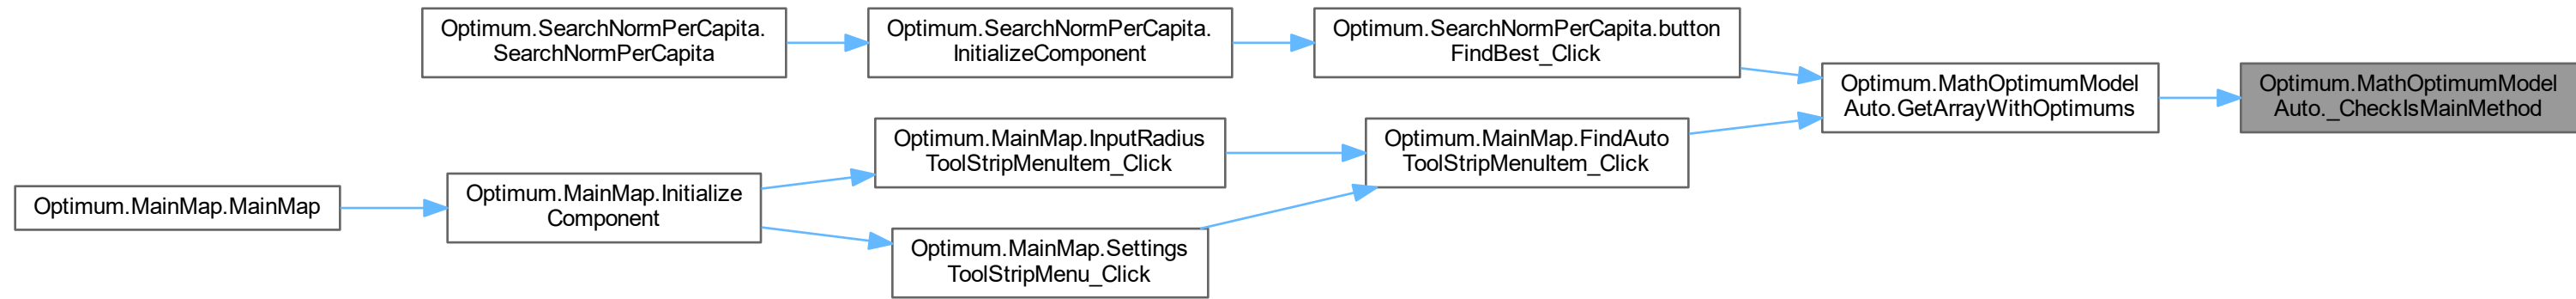 Optimum.SearchNormPerCapita.
SearchNormPerCapita
Optimum.SearchNormPerCapita.
InitializeComponent
Optimum.SearchNormPerCapita.button
FindBest_Click
Optimum.MathOptimumModel
Auto.GetArrayWithOptimums
Optimum.MathOptimumModel
Auto._CheckIsMainMethod
Optimum.MainMap.InputRadius
ToolStripMenuItem_Click
Optimum.MainMap.FindAuto
ToolStripMenuItem_Click
Optimum.MainMap.MainMap
Optimum.MainMap.Initialize
Component
Optimum.MainMap.Settings
ToolStripMenu_Click